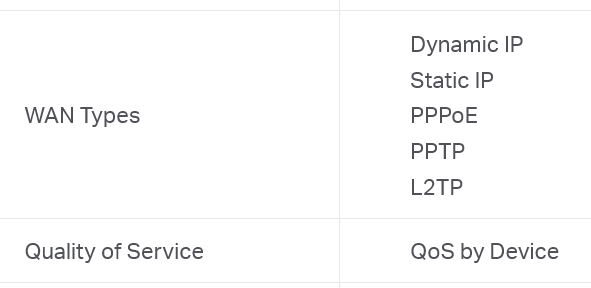 WAN Types
Dynamic IP
Static IP
PPPoE
PPTP
L2TP
Quality of Service
QoS by Device